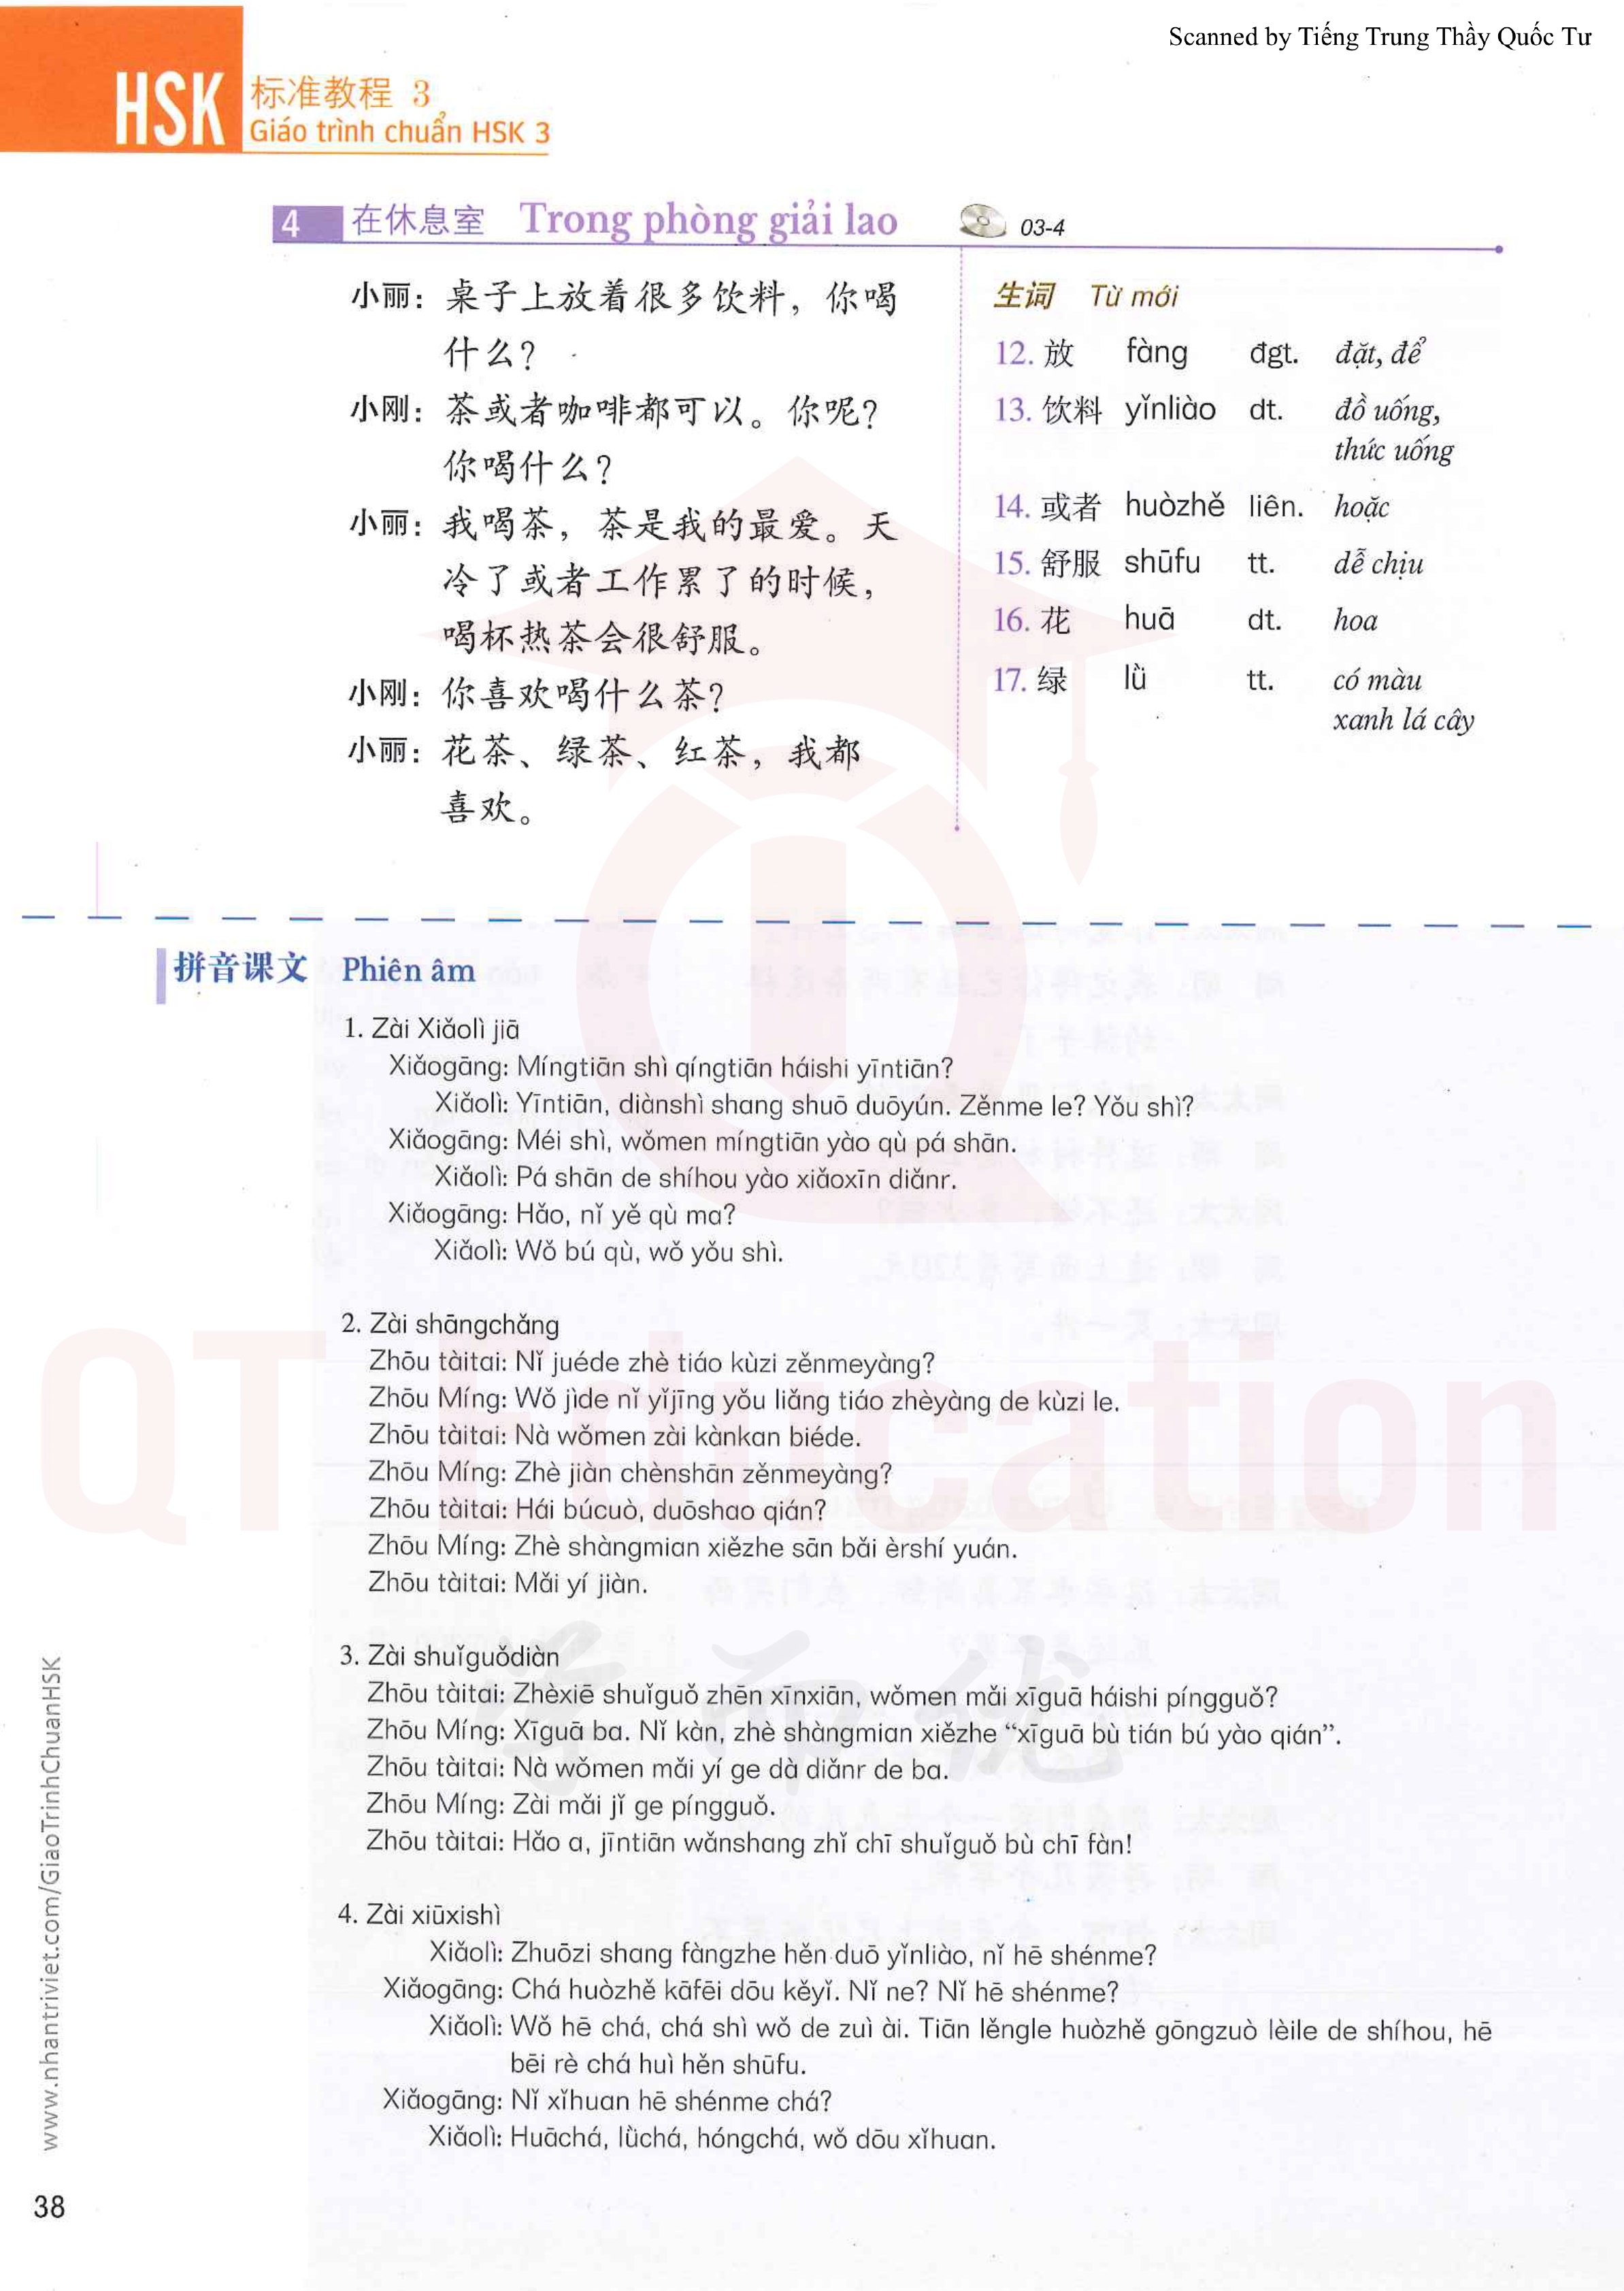 Scanned by Tiếng Trung Thầy Quốc Tư
HSK
标准教程 3
Giáo trình chuẩn HSK 3
4 在休息室 Trong phòng giải lao 03-4
小丽：桌子上放着很多饮料，你喝
什么？
小刚：茶或者咖啡都可以。你呢？
你喝什么？
小丽：我喝茶，茶是我的最爱。天
冷了或者工作累了的时候，
喝杯热茶会很舒服。
小刚：你喜欢喝什么茶？
小丽：花茶、绿茶、红茶，我都
喜欢。
生词 Từ mới
12. 放 fàng đgt. đặt, để
13. 饮料 yǐnliào dt. đồ uống,
thức uống
14. 或者 huòzhě liên. hoặc
15. 舒服 shūfu tt. dễ chịu
16. 花 huā dt. hoa
17. 绿 lǜ tt. có màu
xanh lá cây
拼音课文 Phiên âm
1. Zài Xiǎolì jiā
Xiǎogāng: Míngtiān shì qíngtiān háishi yīntiān?
Xiǎolì: Yīntiān, diànshì shang shuō duōyún. Zěnme le? Yǒu shì?
Xiǎogāng: Méi shì, wǒmen míngtiān yào qù pá shān.
Xiǎolì: Pá shān de shíhou yào xiǎoxīn diǎnr.
Xiǎogāng: Hǎo, nǐ yě qù ma?
Xiǎolì: Wǒ bú qù, wǒ yǒu shì.
2. Zài shāngchǎng
Zhōu tàitai: Nǐ juéde zhè tiáo kùzi zěnmeyàng?
Zhōu Míng: Wǒ jìde nǐ yǐjīng yǒu liǎng tiáo zhèyàng de kùzi le.
Zhōu tàitai: Nà wǒmen zài kànkan biéde.
Zhōu Míng: Zhè jiàn chènshān zěnmeyàng?
Zhōu tàitai: Hái búcuò, duōshao qián?
Zhōu Míng: Zhè shàngmian xiězhe sān bǎi èrshí yuán.
Zhōu tàitai: Mǎi yí jiàn.
3. Zài shuǐguǒdiàn
Zhōu tàitai: Zhèxiē shuǐguǒ zhēn xīnxiān, wǒmen mǎi xīguā háishi píngguǒ?
Zhōu Míng: Xīguā ba. Nǐ kàn, zhè shàngmian xiězhe “xīguā bù tián bú yào qián”.
Zhōu tàitai: Nà wǒmen mǎi yí ge dà diǎnr de ba.
Zhōu Míng: Zài mǎi jǐ ge píngguǒ.
Zhōu tàitai: Hǎo a, jīntiān wǎnshang zhǐ chī shuǐguǒ bù chī fàn!
4. Zài xiūxishì
Xiǎolì: Zhuōzi shang fàngzhe hěn duō yǐnliào, nǐ hē shénme?
Xiǎogāng: Chá huòzhě kāfēi dōu kěyǐ. Nǐ ne? Nǐ hē shénme?
Xiǎolì: Wǒ hē chá, chá shì wǒ de zuì ài. Tiān lěngle huòzhě gōngzuò lèile de shíhou, hē
bēi rè chá huì hěn shūfu.
Xiǎogāng: Nǐ xǐhuan hē shénme chá?
Xiǎolì: Huāchá, lǜchá, hóngchá, wǒ dōu xǐhuan.
QT Education
学而优
www.nhantriviet.com/GiaoTrinhChuanHSK
38